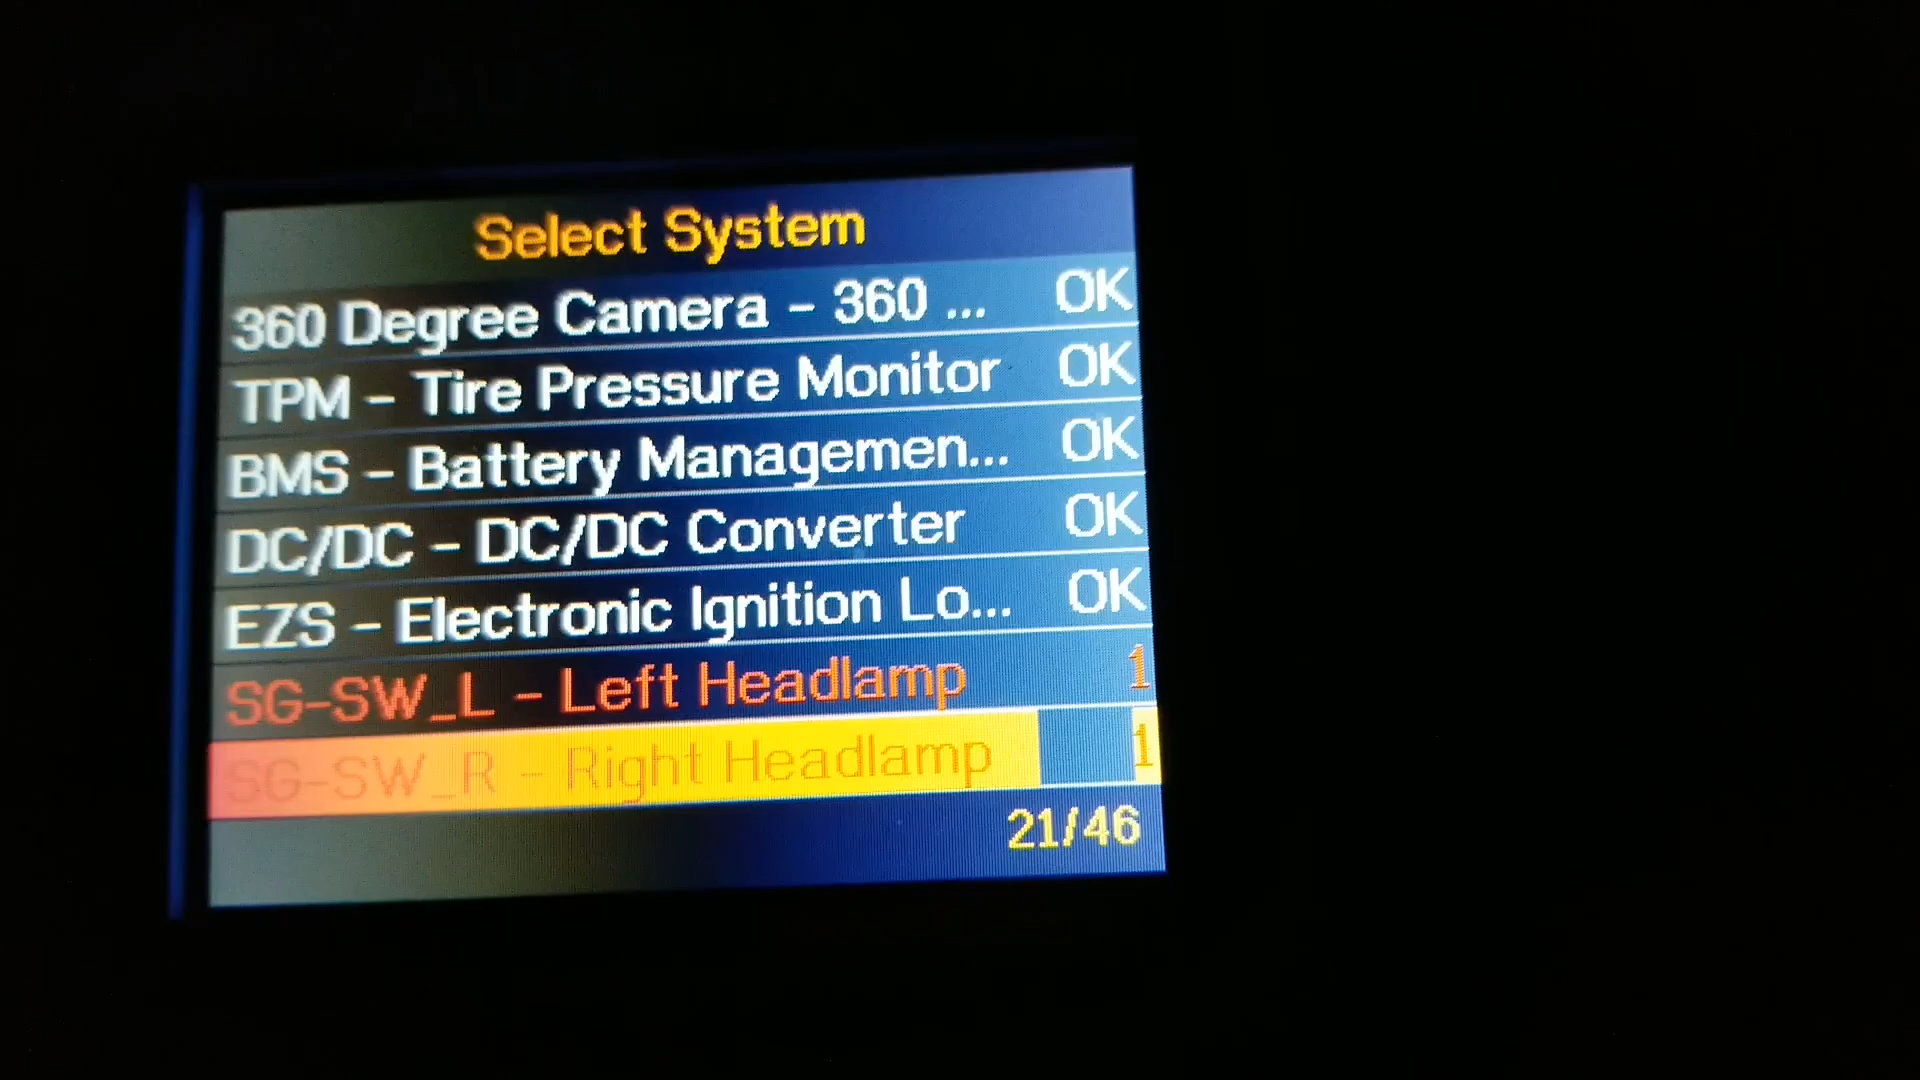 Select System
360 Degree Camera - 360 ... OK
TPM - Tire Pressure Monitor OK
BMS - Battery Managemen... OK
DC/DC - DC/DC Converter OK
EZS - Electronic Ignition Lo... OK
SG-SW_L - Left Headlamp 1
SG-SW_R - Right Headlamp 1
21/46